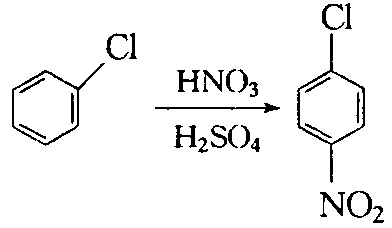 Cl
HNO₃
H₂SO₄
Cl
NO₂